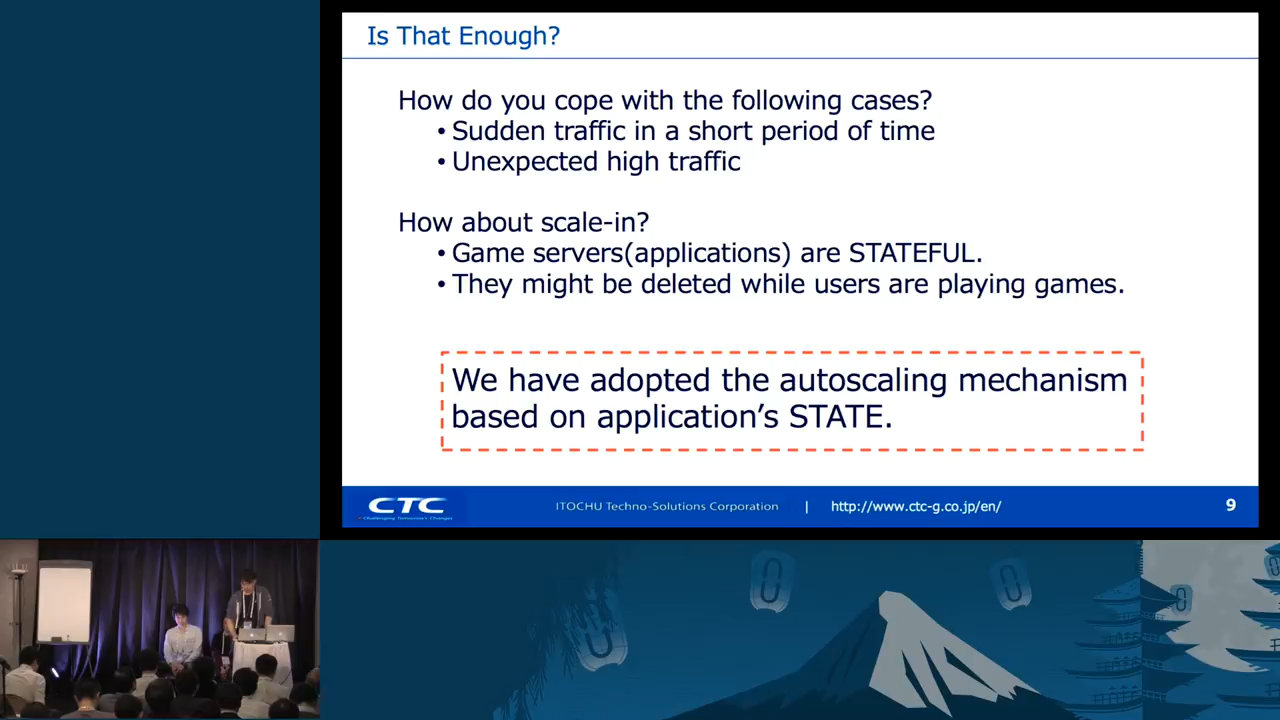 Is That Enough?
How do you cope with the following cases?
• Sudden traffic in a short period of time
• Unexpected high traffic
How about scale-in?
• Game servers(applications) are STATEFUL.
• They might be deleted while users are playing games.
We have adopted the autoscaling mechanism
based on application’s STATE.
CTC
Challenging Tomorrow's Changes
ITOCHU Techno-Solutions Corporation | http://www.ctc-g.co.jp/en/
9